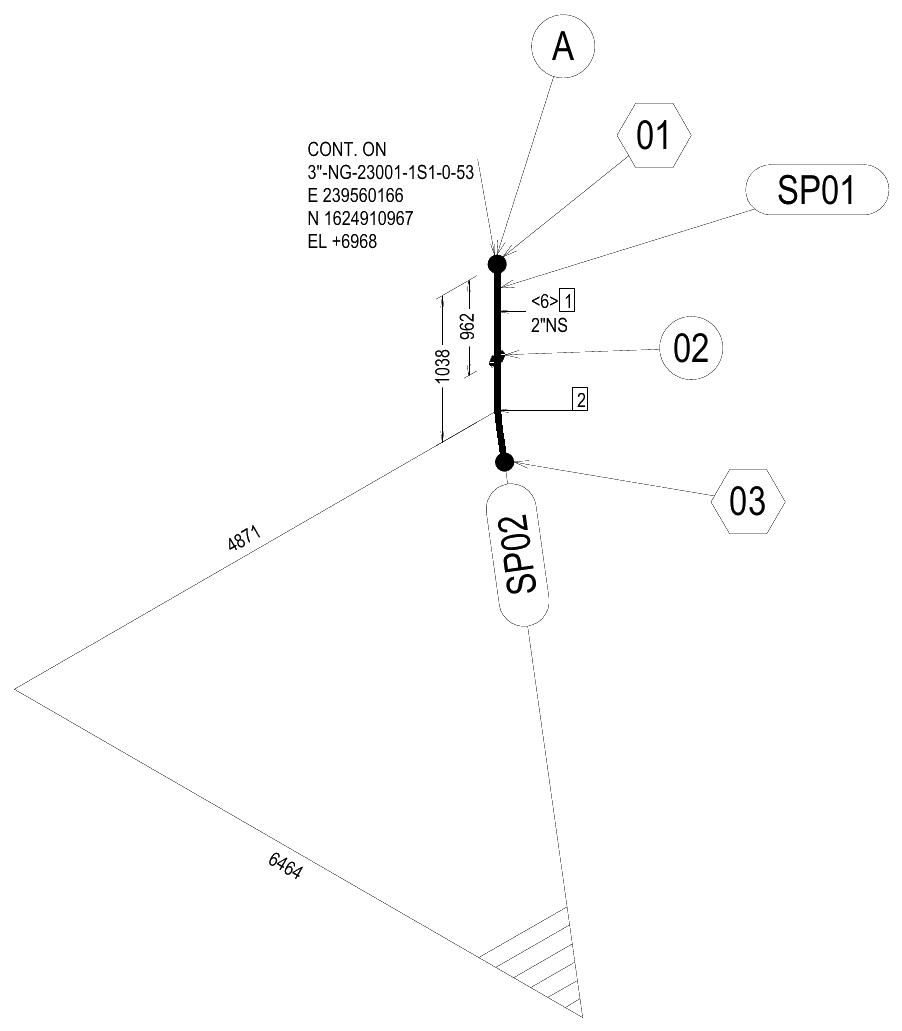 A
01
CONT. ON
3"-NG-23001-1S1-0-53
E 239560166
N 1624910967
EL +6968
SP01
<6> 1
2"NS
962
1038
02
2
03
SP02
4871
6464